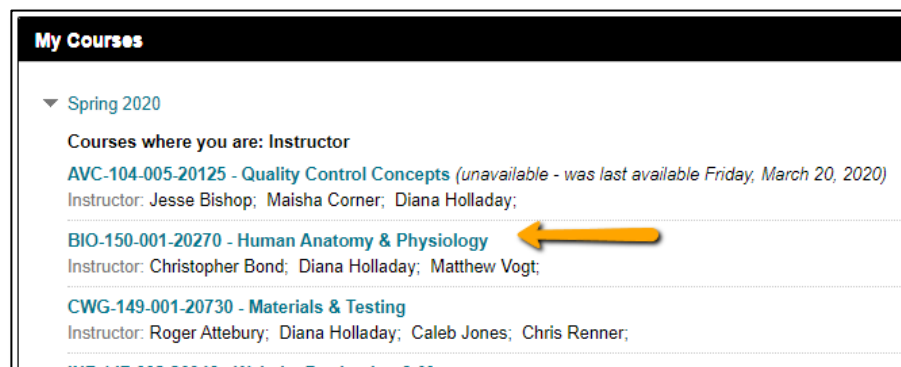 My Courses
Spring 2020
Courses where you are: Instructor
AVC-104-005-20125 - Quality Control Concepts (unavailable - was last available Friday, March 20, 2020)
Instructor: Jesse Bishop; Maisha Corner; Diana Holladay;
BIO-150-001-20270 - Human Anatomy & Physiology
Instructor: Christopher Bond; Diana Holladay; Matthew Vogt;
CWG-149-001-20730 - Materials & Testing
Instructor: Roger Attebury; Diana Holladay; Caleb Jones; Chris Renner;